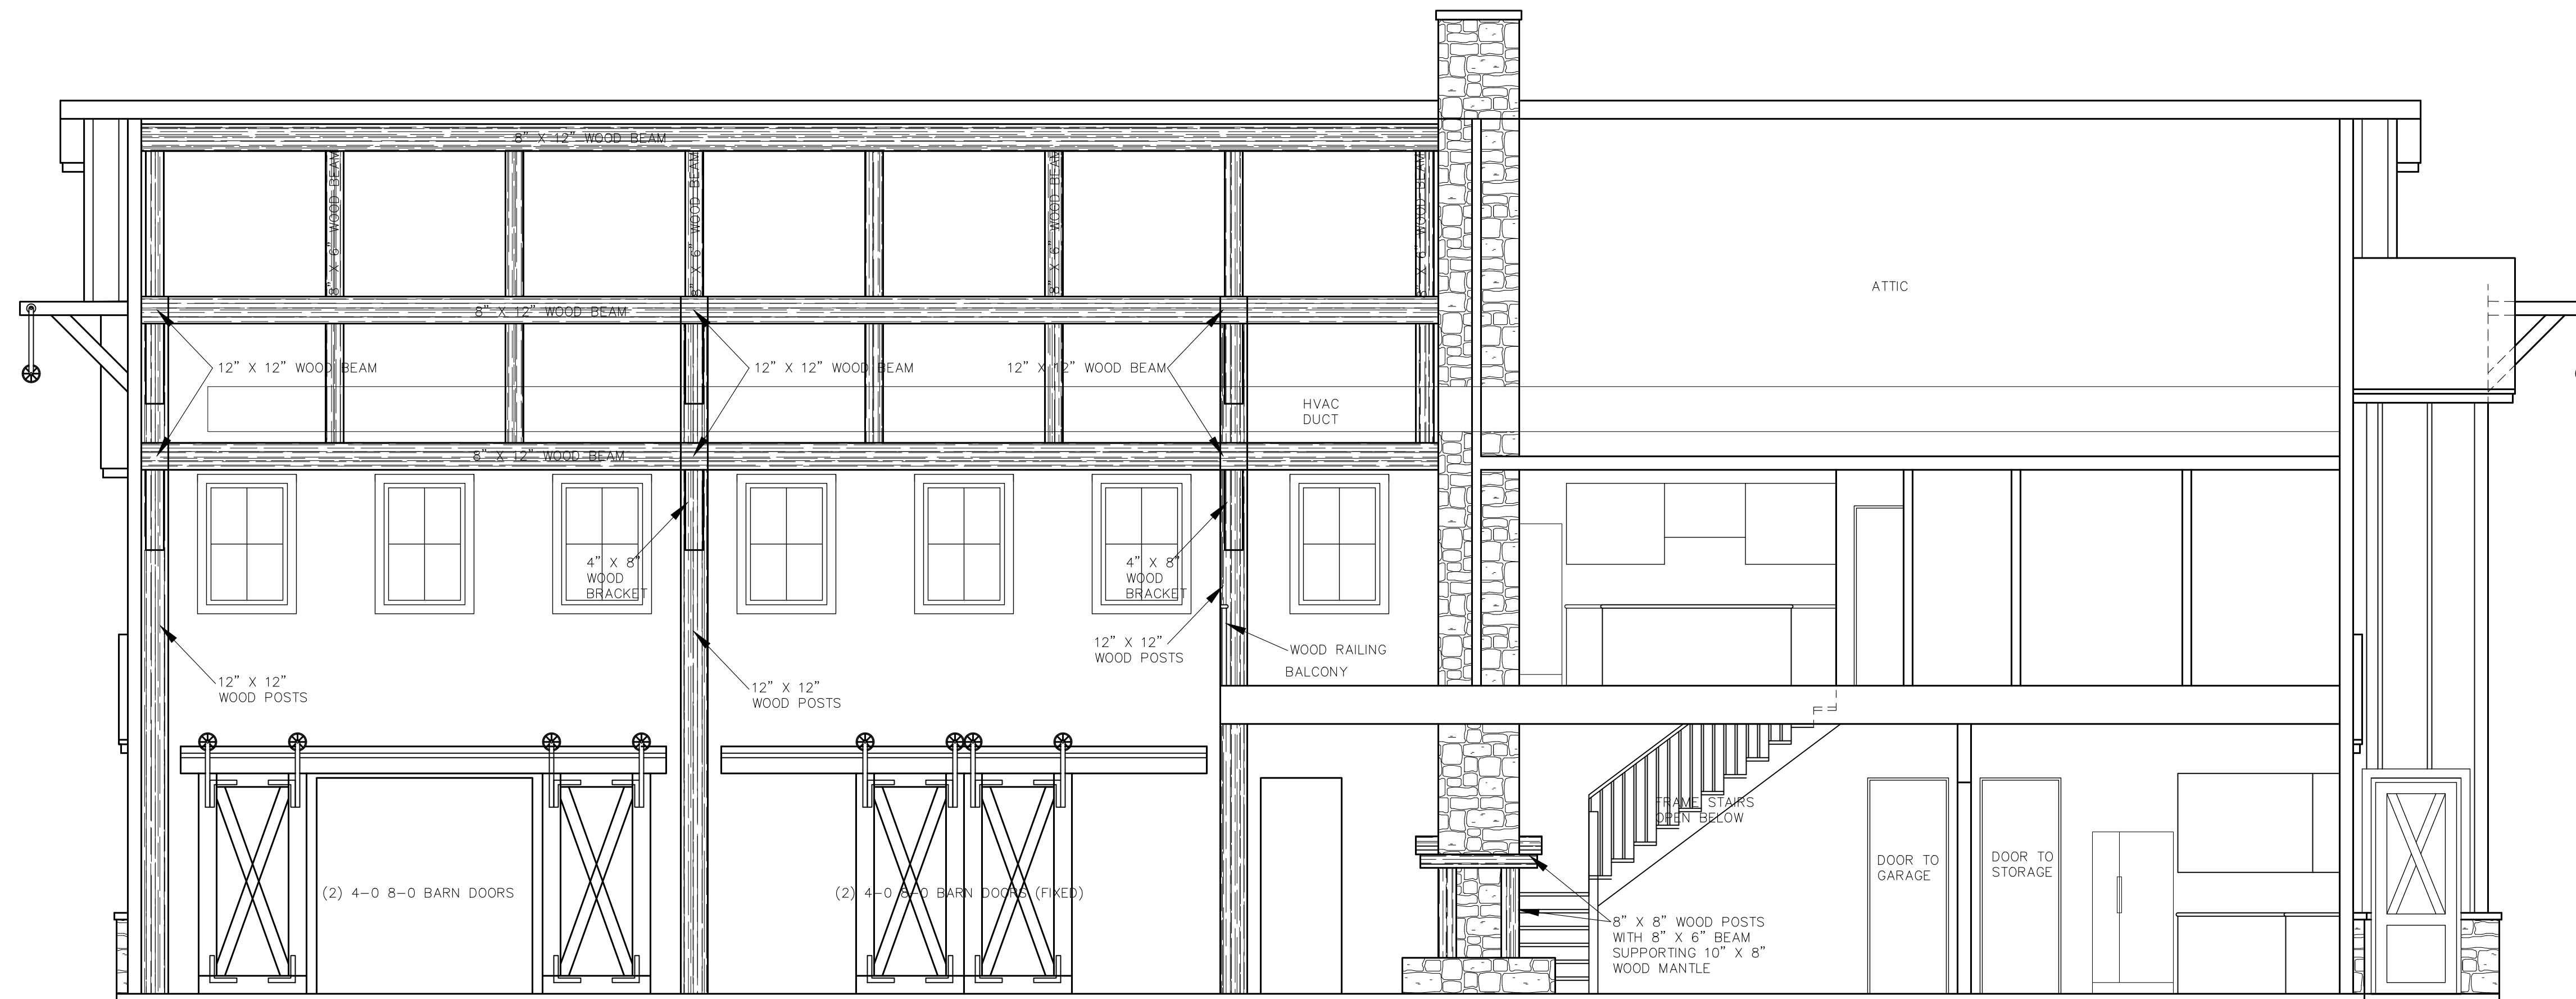 8" X 12" WOOD BEAM
8" X 6" WOOD BEAM
8" X 6" WOOD BEAM
8" X 6" WOOD BEAM
8" X 6" WOOD BEAM
ATTIC
8" X 12" WOOD BEAM
12" X 12" WOOD BEAM
12" X 12" WOOD BEAM
12" X 12" WOOD BEAM
HVAC
DUCT
8" X 12" WOOD BEAM
4" X 8"
WOOD
BRACKET
4" X 8"
WOOD
BRACKET
12" X 12"
WOOD POSTS
WOOD RAILING
BALCONY
12" X 12"
WOOD POSTS
12" X 12"
WOOD POSTS
FRAME STAIRS
OPEN BELOW
DOOR TO
GARAGE
DOOR TO
STORAGE
(2) 4-0 8-0 BARN DOORS
(2) 4-0 8-0 BARN DOORS (FIXED)
8" X 8" WOOD POSTS
WITH 8" X 6" BEAM
SUPPORTING 10" X 8"
WOOD MANTLE